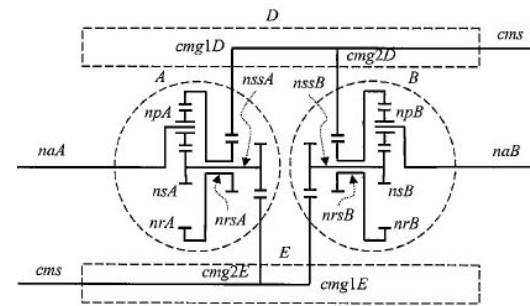 D
cms
cmg1D
cmg2D
A
B
nssA
nssB
npA
npB
naA
naB
nsA
nsB
nrA
nrsA
nrsB
nrB
E
cms
cmg2E
cmg1E